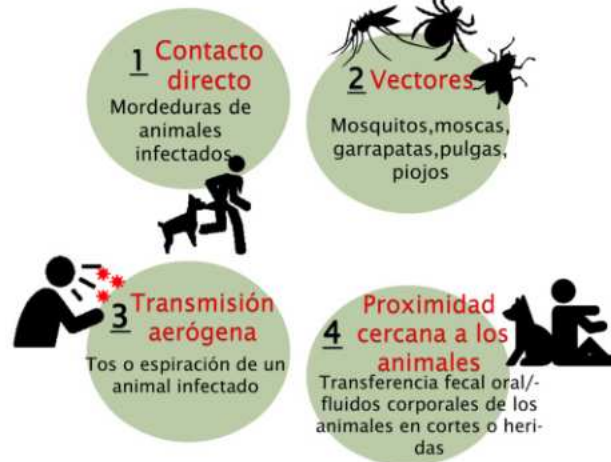 1 Contacto
directo
Mordeduras de
animales
infectados
2 Vectores
Mosquitos,moscas,
garrapatas,pulgas,
piojos
3 Transmisión
aerógena
Tos o espiración de un
animal infectado
4 Proximidad
cercana a los
animales
Transferencia fecal oral/-
fluidos corporales de los
animales en cortes o heri-
das